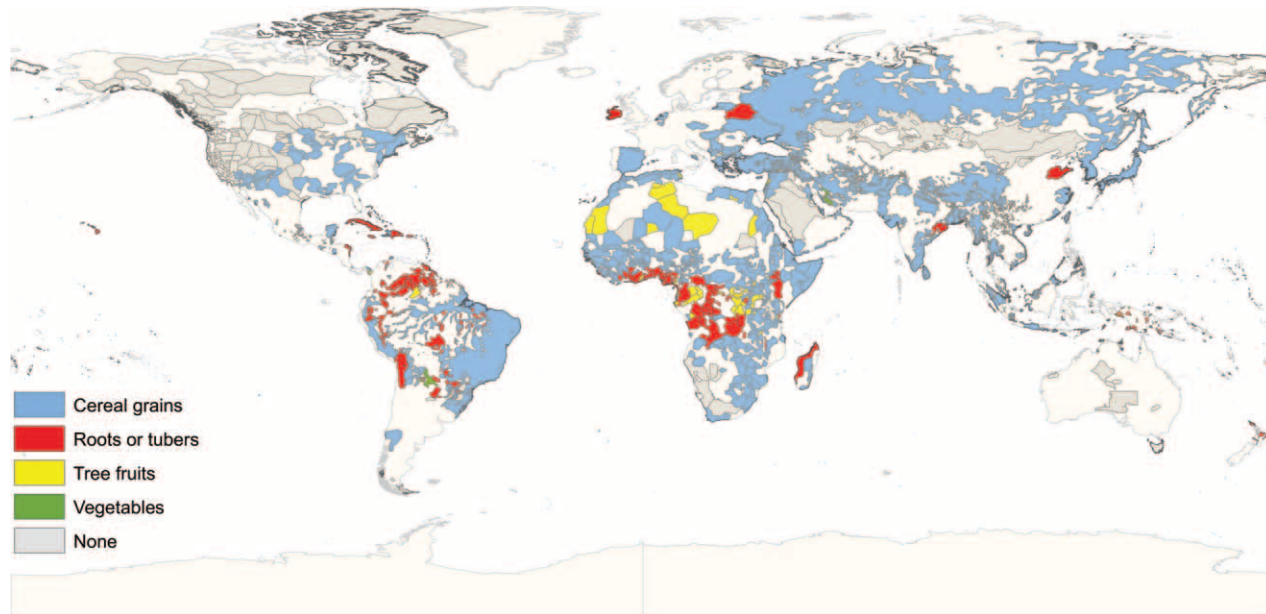 Cereal grains
Roots or tubers
Tree fruits
Vegetables
None